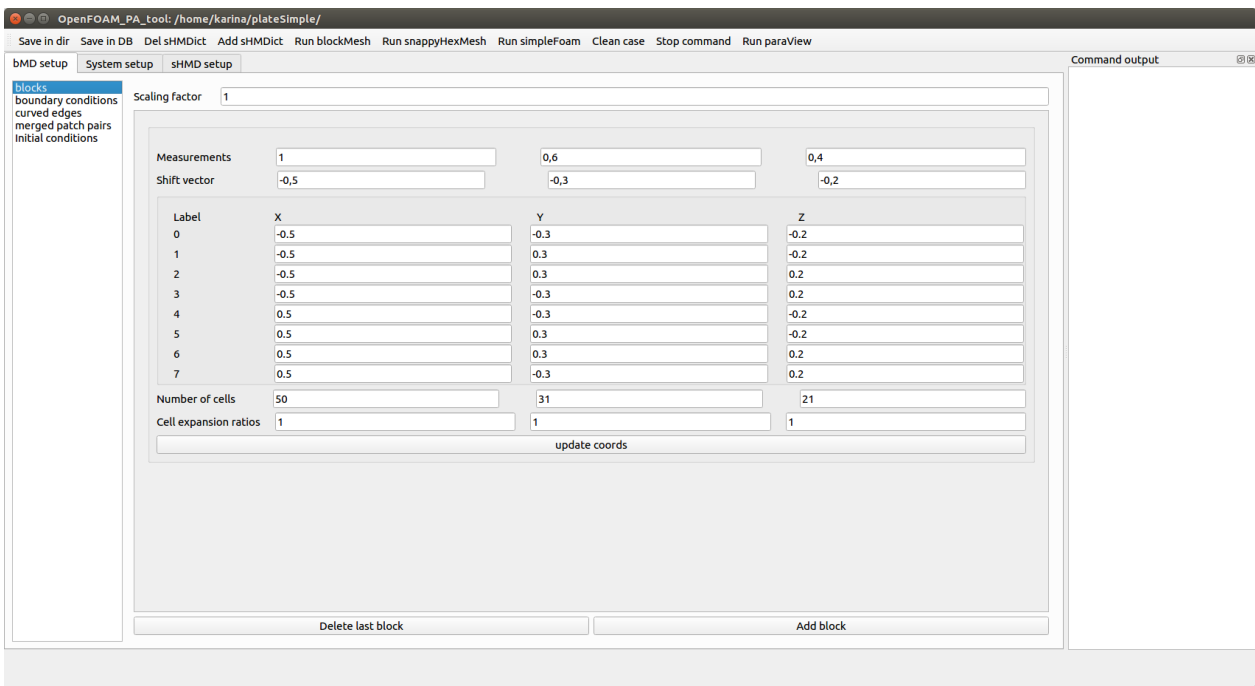 OpenFOAM_PA_tool: /home/karina/plateSimple/
Save in dir Save in DB Del sHMDict Add sHMDict Run blockMesh Run snappyHexMesh Run simpleFoam Clean case Stop command Run paraView
bMD setup System setup sHMD setup
Command output
blocks
boundary conditions
curved edges
merged patch pairs
Initial conditions
Scaling factor 1
Measurements 1 0,6 0,4
Shift vector -0,5 -0,3 -0,2
Label X Y Z
0 -0.5 -0.3 -0.2
1 -0.5 0.3 -0.2
2 -0.5 0.3 0.2
3 -0.5 -0.3 0.2
4 0.5 -0.3 -0.2
5 0.5 0.3 -0.2
6 0.5 0.3 0.2
7 0.5 -0.3 0.2
Number of cells 50 31 21
Cell expansion ratios 1 1 1
update coords
Delete last block Add block